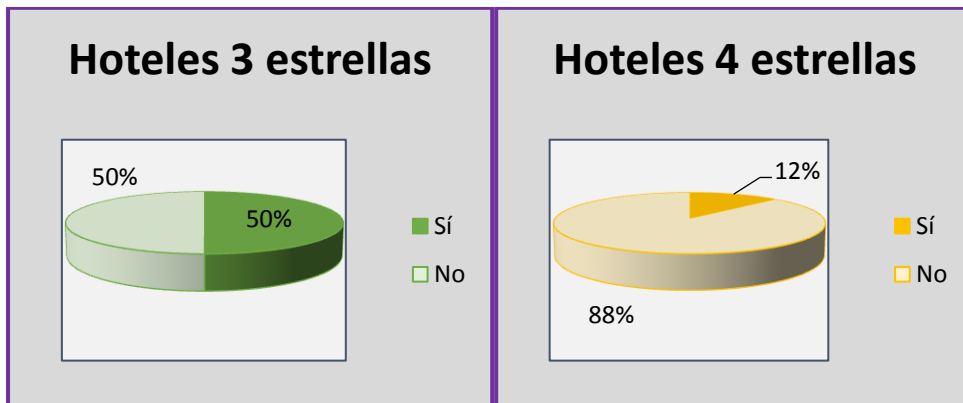 Hoteles 3 estrellas
50%
50%
Sí
No
Hoteles 4 estrellas
12%
88%
Sí
No